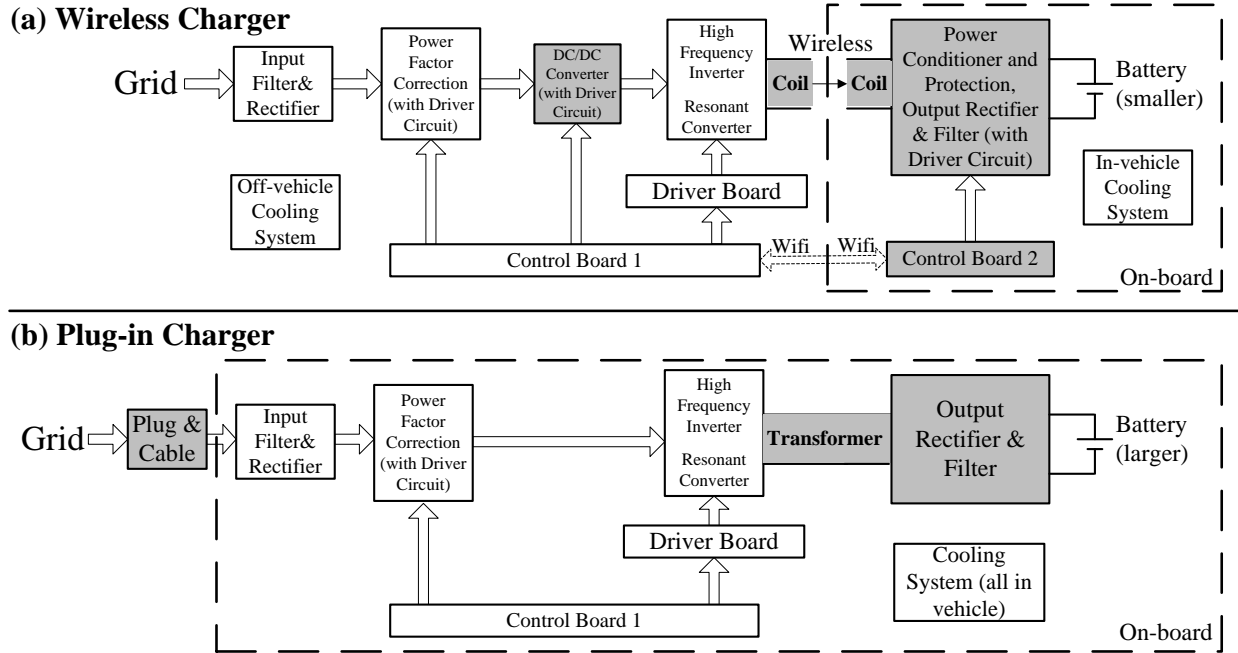 (a) Wireless Charger
Grid
Input
Filter&
Rectifier
Power
Factor
Correction
(with Driver
Circuit)
DC/DC
Converter
(with Driver
Circuit)
High
Frequency
Inverter
Resonant
Converter
Wireless
Coil
Coil
Power
Conditioner and
Protection,
Output Rectifier
& Filter (with
Driver Circuit)
Battery
(smaller)
Off-vehicle
Cooling
System
Driver Board
In-vehicle
Cooling
System
Control Board 1
Wifi
Wifi
Control Board 2
On-board
(b) Plug-in Charger
Grid
Plug &
Cable
Input
Filter&
Rectifier
Power
Factor
Correction
(with Driver
Circuit)
High
Frequency
Inverter
Resonant
Converter
Transformer
Output
Rectifier &
Filter
Battery
(larger)
Driver Board
Cooling
System (all in
vehicle)
Control Board 1
On-board